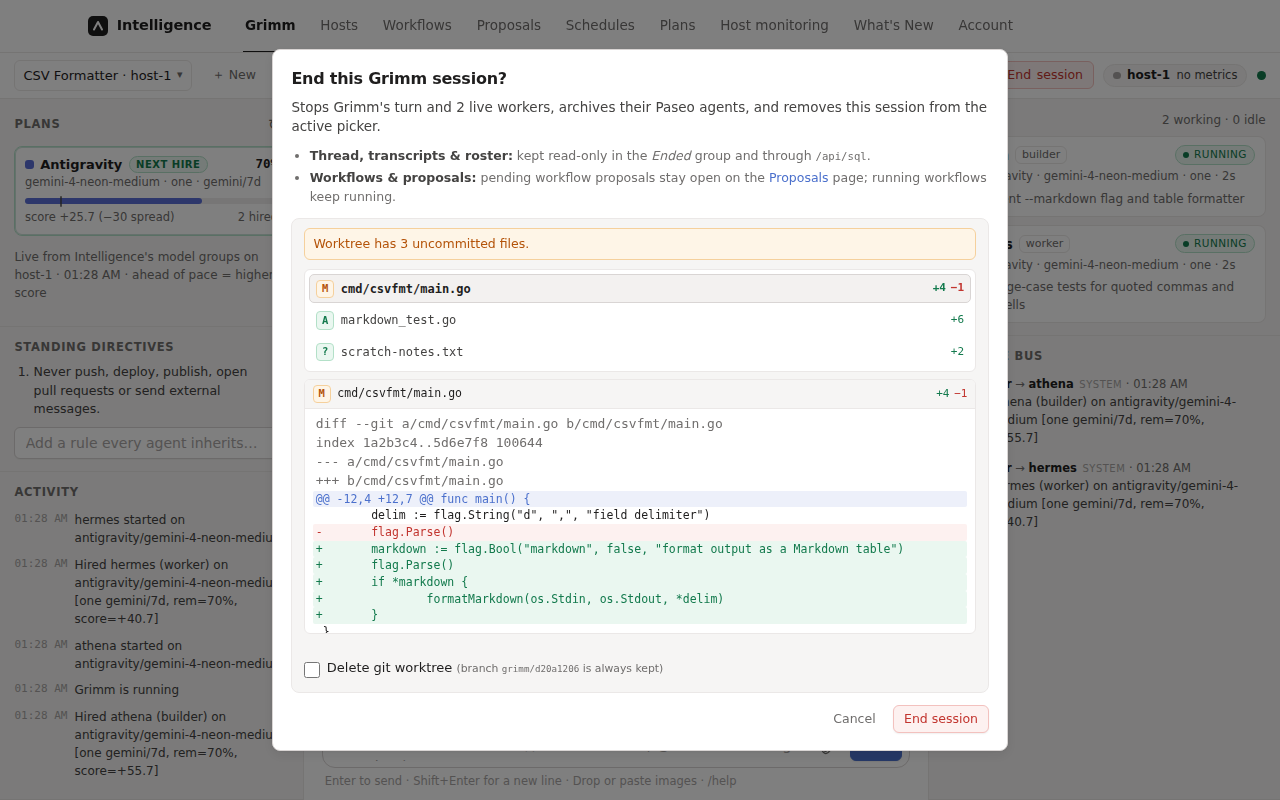 Intelligence
Grimm
Hosts
Workflows
Proposals
Schedules
Plans
Host monitoring
What's New
Account
CSV Formatter · host-1 ▾
+ New
End session
host-1 no metrics
PLANS
Antigravity NEXT HIRE 70%
gemini-4-neon-medium · one · gemini/7d
score +25.7 (−30 spread) 2 hired
Live from Intelligence's model groups on
host-1 · 01:28 AM · ahead of pace = higher
score
STANDING DIRECTIVES
1. Never push, deploy, publish, open
pull requests or send external
messages.
Add a rule every agent inherits…
ACTIVITY
01:28 AM hermes started on
antigravity/gemini-4-neon-mediu
01:28 AM Hired hermes (worker) on
antigravity/gemini-4-neon-mediu
[one gemini/7d, rem=70%,
score=+40.7]
01:28 AM athena started on
antigravity/gemini-4-neon-mediu
01:28 AM Grimm is running
01:28 AM Hired athena (builder) on
antigravity/gemini-4-neon-mediu
[one gemini/7d, rem=70%,
score=+55.7]
End this Grimm session?
Stops Grimm's turn and 2 live workers, archives their Paseo agents, and removes this session from the
active picker.
• Thread, transcripts & roster: kept read-only in the Ended group and through /api/sql.
• Workflows & proposals: pending workflow proposals stay open on the Proposals page; running workflows
keep running.
Worktree has 3 uncommitted files.
M cmd/csvfmt/main.go +4 −1
A markdown_test.go +6
? scratch-notes.txt +2
M cmd/csvfmt/main.go +4 −1
diff --git a/cmd/csvfmt/main.go b/cmd/csvfmt/main.go
index 1a2b3c4..5d6e7f8 100644
--- a/cmd/csvfmt/main.go
+++ b/cmd/csvfmt/main.go
@@ -12,4 +12,7 @@ func main() {
        delim := flag.String("d", ",", "field delimiter")
-       flag.Parse()
+       markdown := flag.Bool("markdown", false, "format output as a Markdown table")
+       flag.Parse()
+       if *markdown {
+               formatMarkdown(os.Stdin, os.Stdout, *delim)
+       }
 }
Delete git worktree (branch grimm/d20a1206 is always kept)
Cancel
End session
Enter to send · Shift+Enter for a new line · Drop or paste images · /help
2 working · 0 idle
builder RUNNING
avity · gemini-4-neon-medium · one · 2s
nt --markdown flag and table formatter
s worker RUNNING
avity · gemini-4-neon-medium · one · 2s
ge-case tests for quoted commas and
ells
BUS
r → athena SYSTEM · 01:28 AM
ena (builder) on antigravity/gemini-4-
dium [one gemini/7d, rem=70%,
55.7]
r → hermes SYSTEM · 01:28 AM
rmes (worker) on antigravity/gemini-4-
dium [one gemini/7d, rem=70%,
40.7]